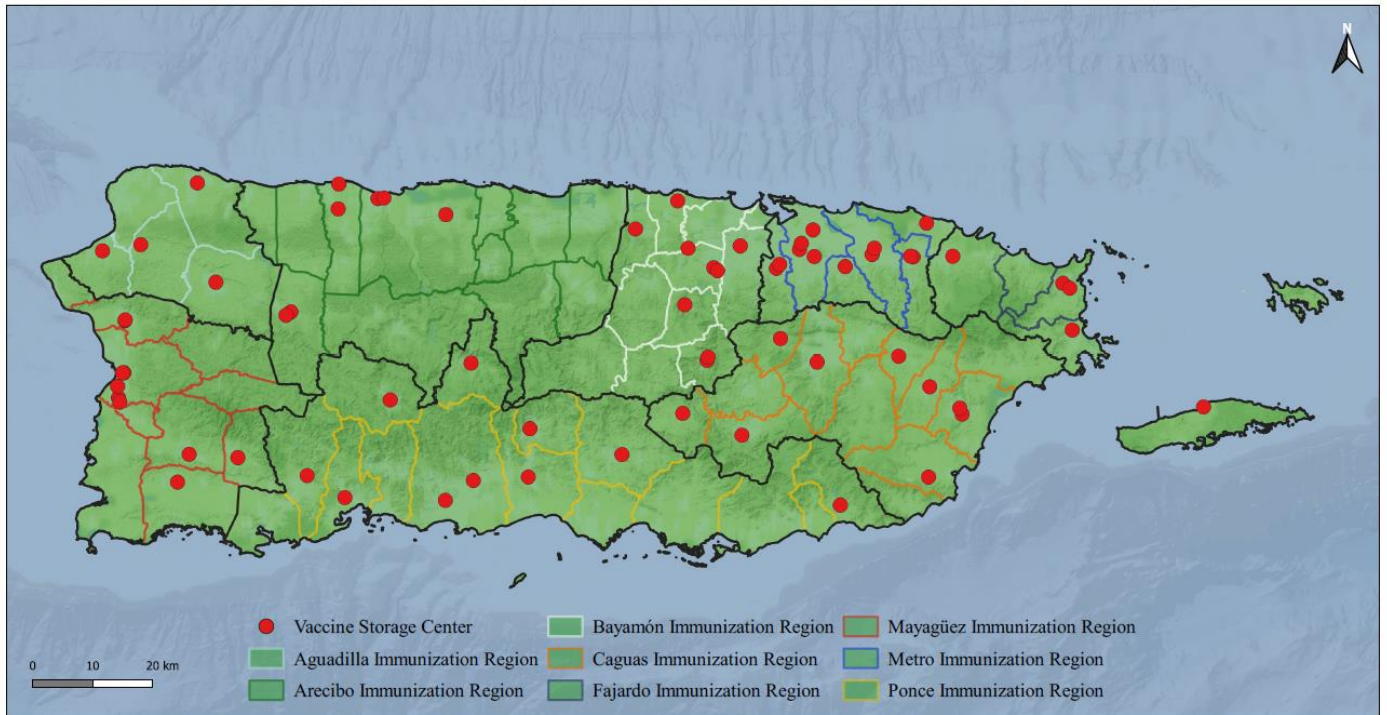 N
Vaccine Storage Center
Bayamón Immunization Region
Mayagüez Immunization Region
Aguadilla Immunization Region
Caguas Immunization Region
Metro Immunization Region
Arecibo Immunization Region
Fajardo Immunization Region
Ponce Immunization Region
0 10 20 km